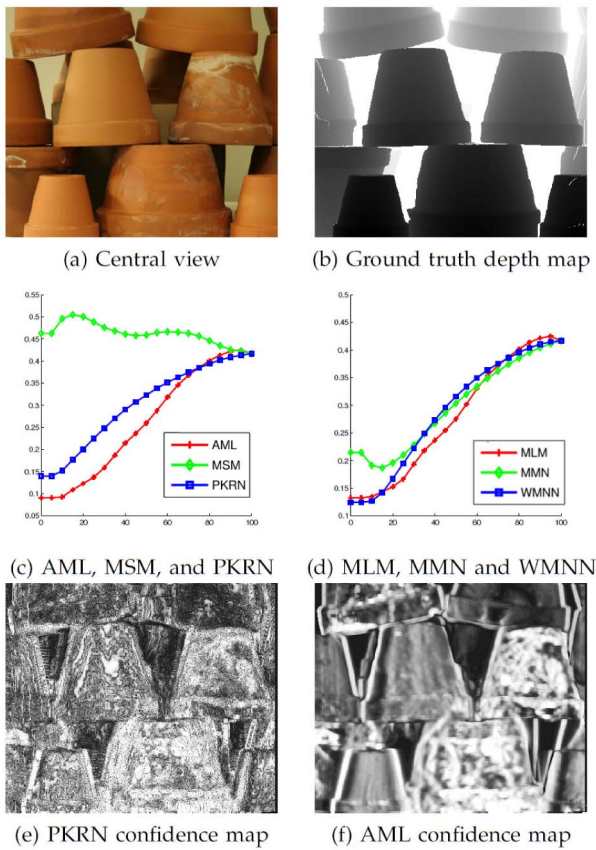 (a) Central view
(b) Ground truth depth map
0.55
0.5
0.45
0.4
0.35
0.3
0.25
0.2
0.15
0.1
0.05
0 20 40 60 80 100
AML
MSM
PKRN
0.5
0.45
0.4
0.35
0.3
0.25
0.2
0.15
0.1
0 20 40 60 80 100
MLM
MMN
WMNN
(c) AML, MSM, and PKRN
(d) MLM, MMN and WMNN
(e) PKRN confidence map
(f) AML confidence map